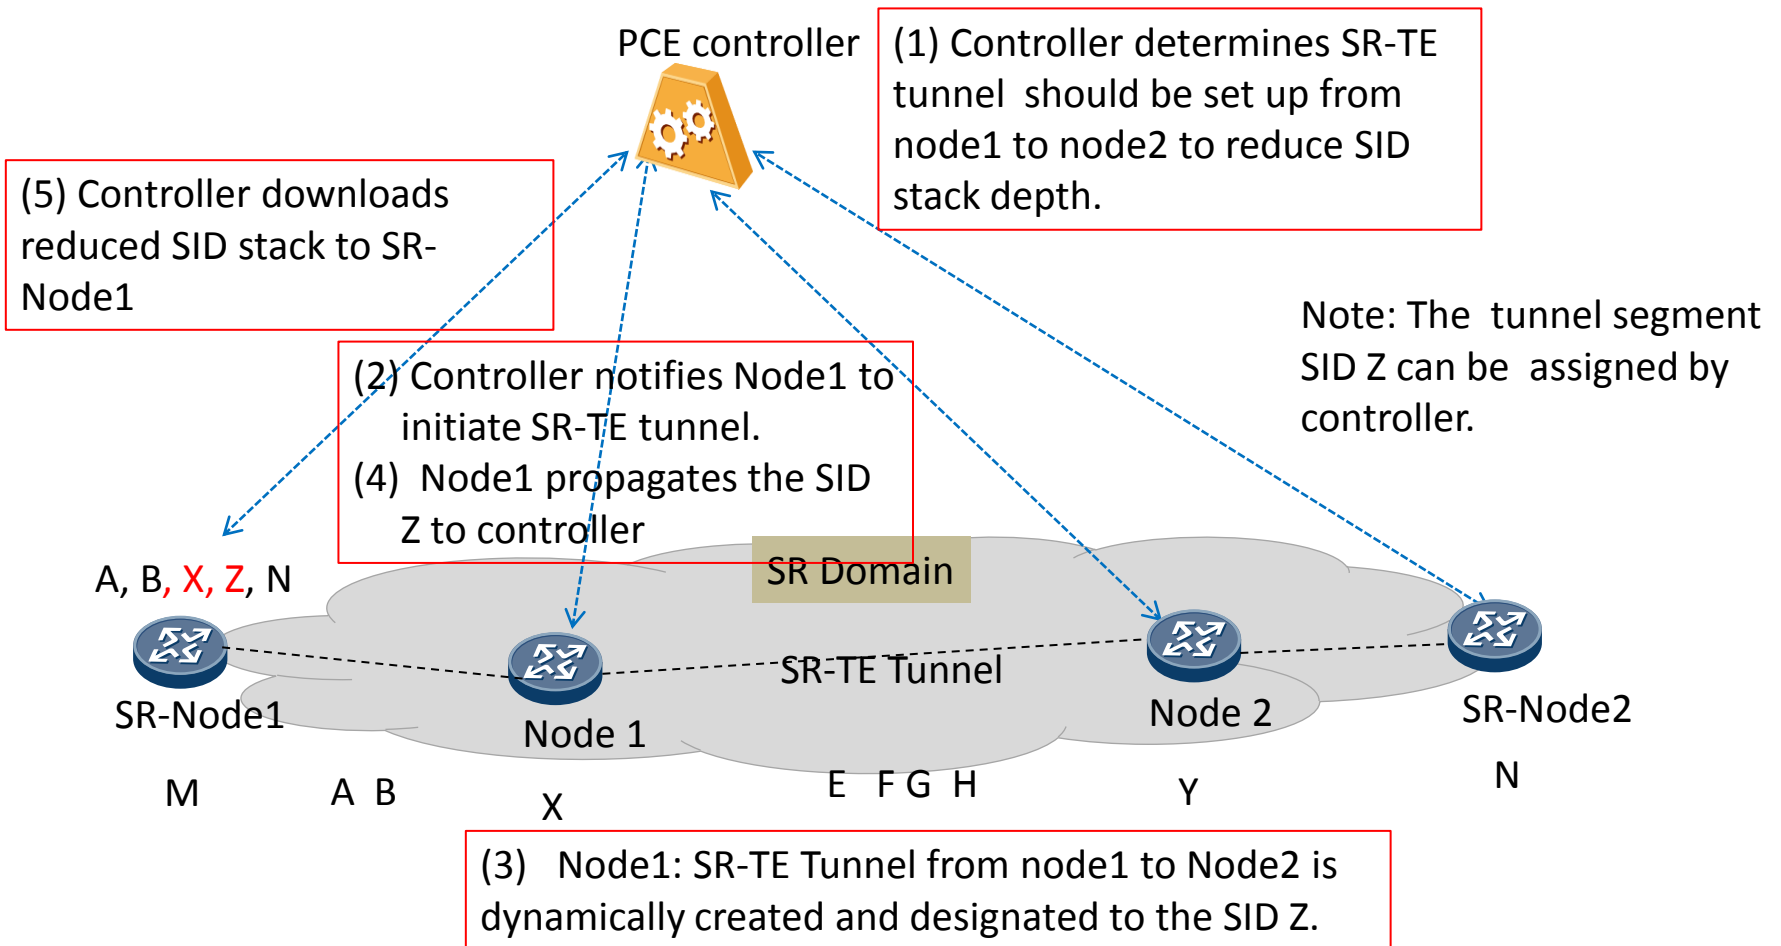 PCE controller
(1) Controller determines SR-TE
tunnel should be set up from
node1 to node2 to reduce SID
stack depth.
(5) Controller downloads
reduced SID stack to SR-
Node1
Note: The tunnel segment
SID Z can be assigned by
controller.
(2) Controller notifies Node1 to
initiate SR-TE tunnel.
(4) Node1 propagates the SID
Z to controller
SR Domain
A, B, X, Z, N
SR-TE Tunnel
SR-Node1
Node 1
Node 2
SR-Node2
M
A B
X
E F G H
Y
N
(3) Node1: SR-TE Tunnel from node1 to Node2 is
dynamically created and designated to the SID Z.